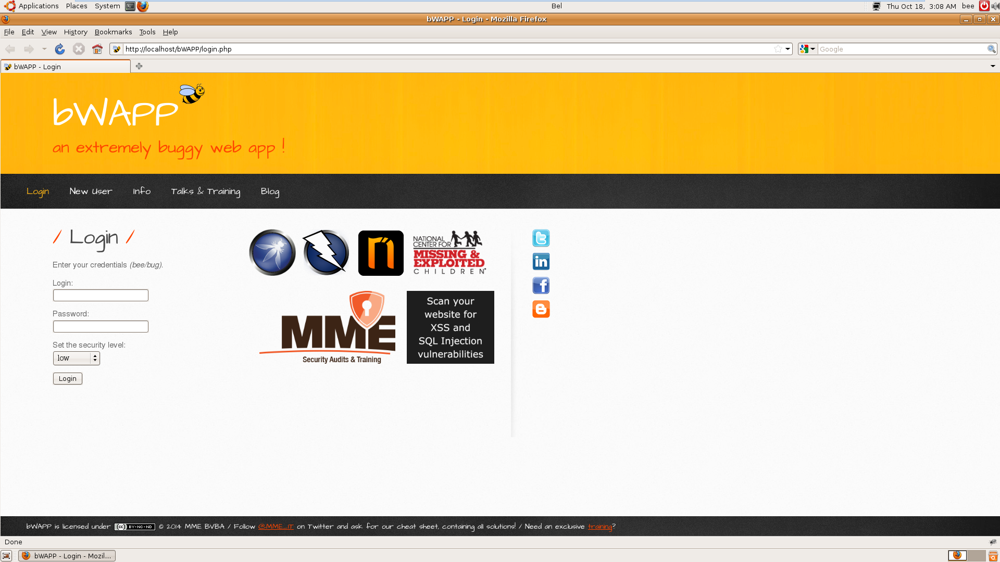 Applications Places System Bel Thu Oct 18, 3:08 AM bee
bWAPP - Login - Mozilla Firefox
File Edit View History Bookmarks Tools Help
http://localhost/bWAPP/login.php Google
bWAPP - Login
bWAPP
an extremely buggy web app !
Login New User Info Talks & Training Blog
/ Login /
Enter your credentials (bee/bug).
Login:
Password:
Set the security level:
low
Login
NATIONAL
CENTER FOR
MISSING &
EXPLOITED
CHILDREN®
MME
Security Audits & Training
Scan your
website for
XSS and
SQL Injection
vulnerabilities
bWAPP is licensed under (cc) BY-NC-ND © 2014 MME BVBA / Follow @MME_IT on Twitter and ask for our cheat sheet, containing all solutions! / Need an exclusive training?
Done
bWAPP - Login - Mozil...